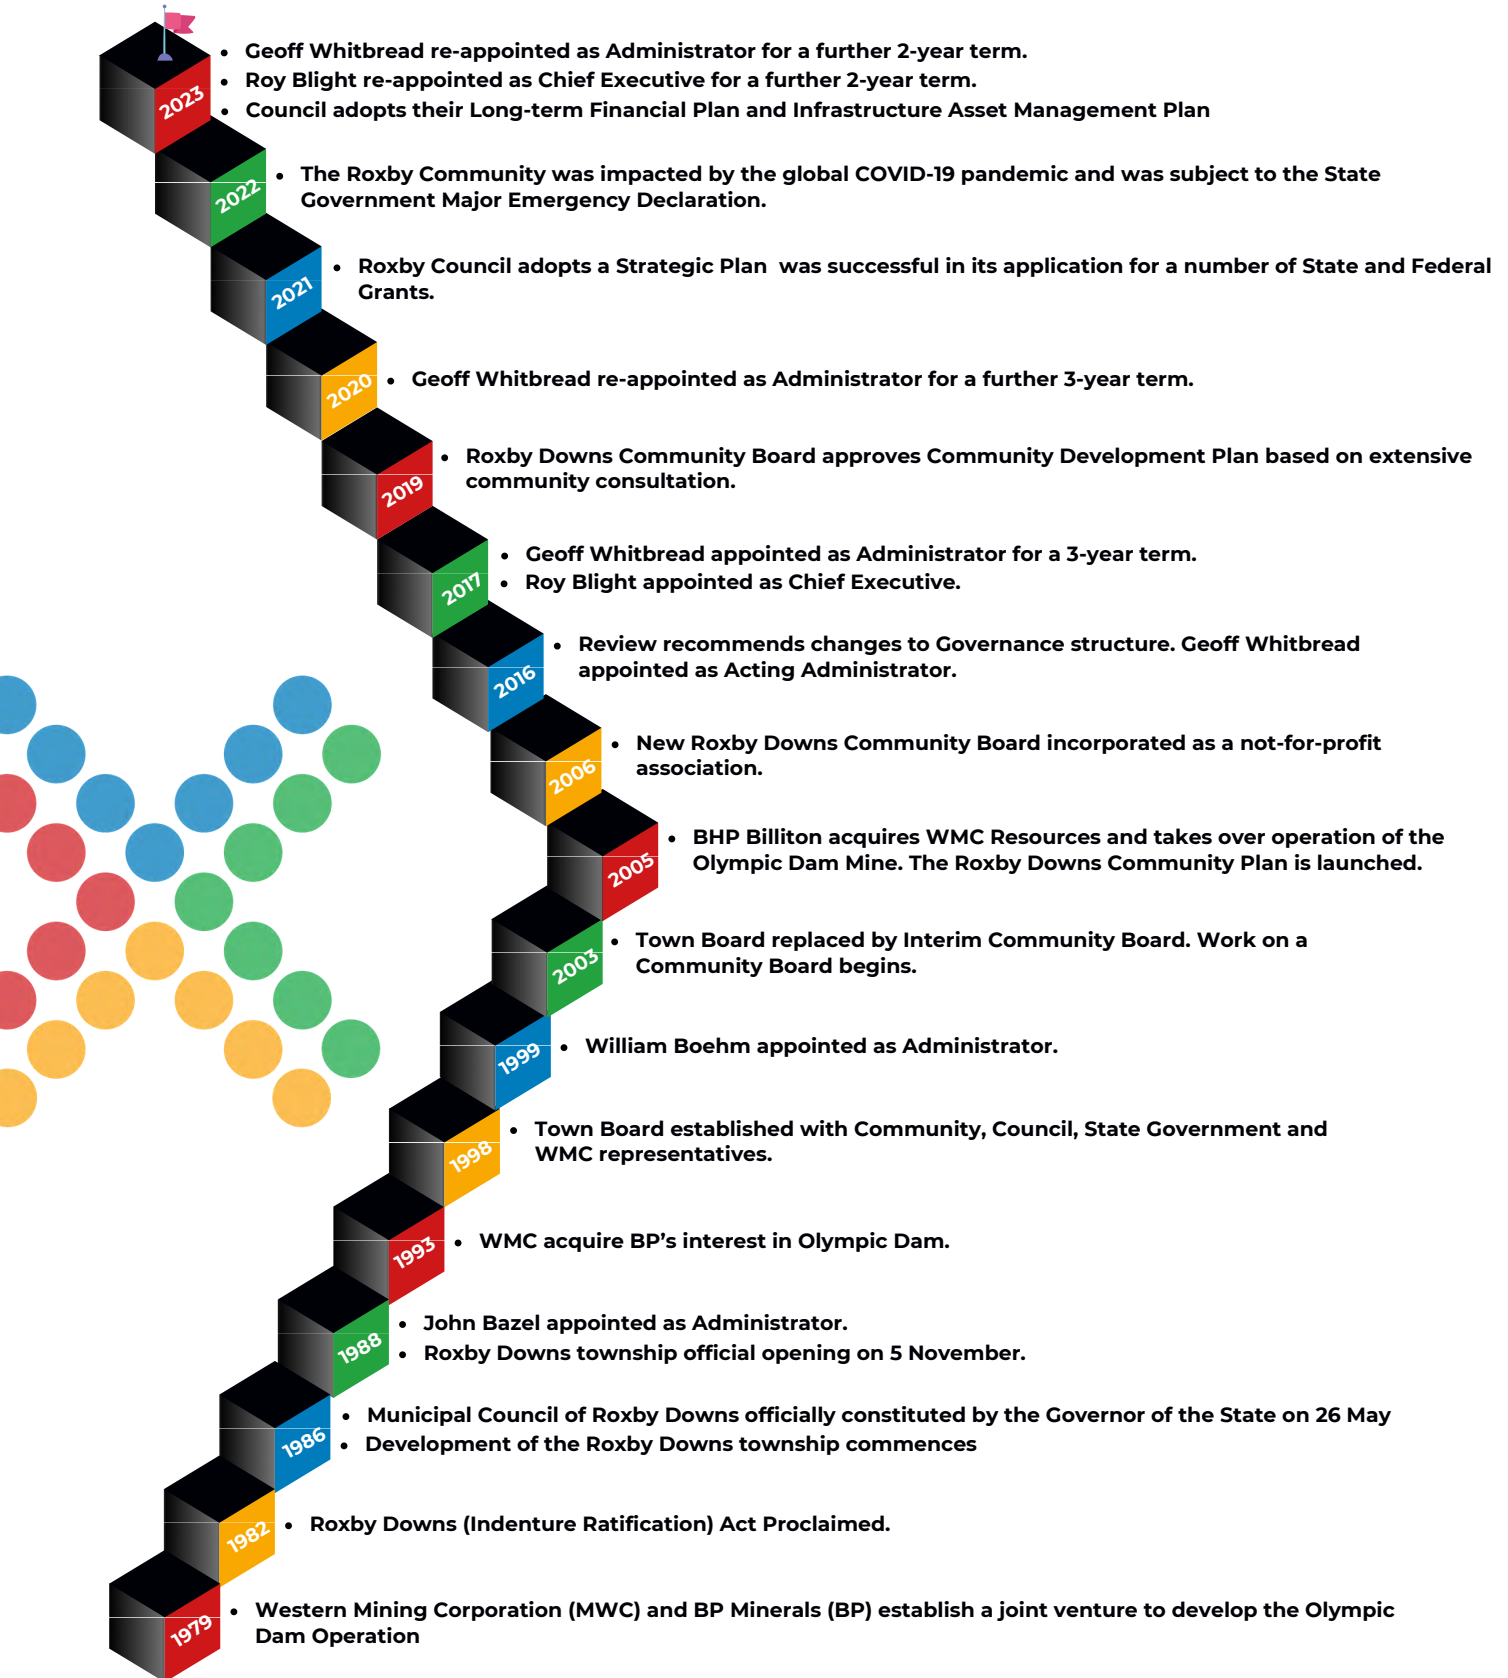 2023
• Geoff Whitbread re-appointed as Administrator for a further 2-year term.
• Roy Blight re-appointed as Chief Executive for a further 2-year term.
• Council adopts their Long-term Financial Plan and Infrastructure Asset Management Plan
2022
• The Roxby Community was impacted by the global COVID-19 pandemic and was subject to the State
Government Major Emergency Declaration.
2021
• Roxby Council adopts a Strategic Plan  was successful in its application for a number of State and Federal
Grants.
2020
• Geoff Whitbread re-appointed as Administrator for a further 3-year term.
2019
• Roxby Downs Community Board approves Community Development Plan based on extensive
community consultation.
2017
• Geoff Whitbread appointed as Administrator for a 3-year term.
• Roy Blight appointed as Chief Executive.
2016
• Review recommends changes to Governance structure. Geoff Whitbread
appointed as Acting Administrator.
2006
• New Roxby Downs Community Board incorporated as a not-for-profit
association.
2005
• BHP Billiton acquires WMC Resources and takes over operation of the
Olympic Dam Mine. The Roxby Downs Community Plan is launched.
2003
• Town Board replaced by Interim Community Board. Work on a
Community Board begins.
1999
• William Boehm appointed as Administrator.
1998
• Town Board established with Community, Council, State Government and
WMC representatives.
1993
• WMC acquire BP’s interest in Olympic Dam.
1988
• John Bazel appointed as Administrator.
• Roxby Downs township official opening on 5 November.
1986
• Municipal Council of Roxby Downs officially constituted by the Governor of the State on 26 May
• Development of the Roxby Downs township commences
1982
• Roxby Downs (Indenture Ratification) Act Proclaimed.
1979
• Western Mining Corporation (MWC) and BP Minerals (BP) establish a joint venture to develop the Olympic
Dam Operation